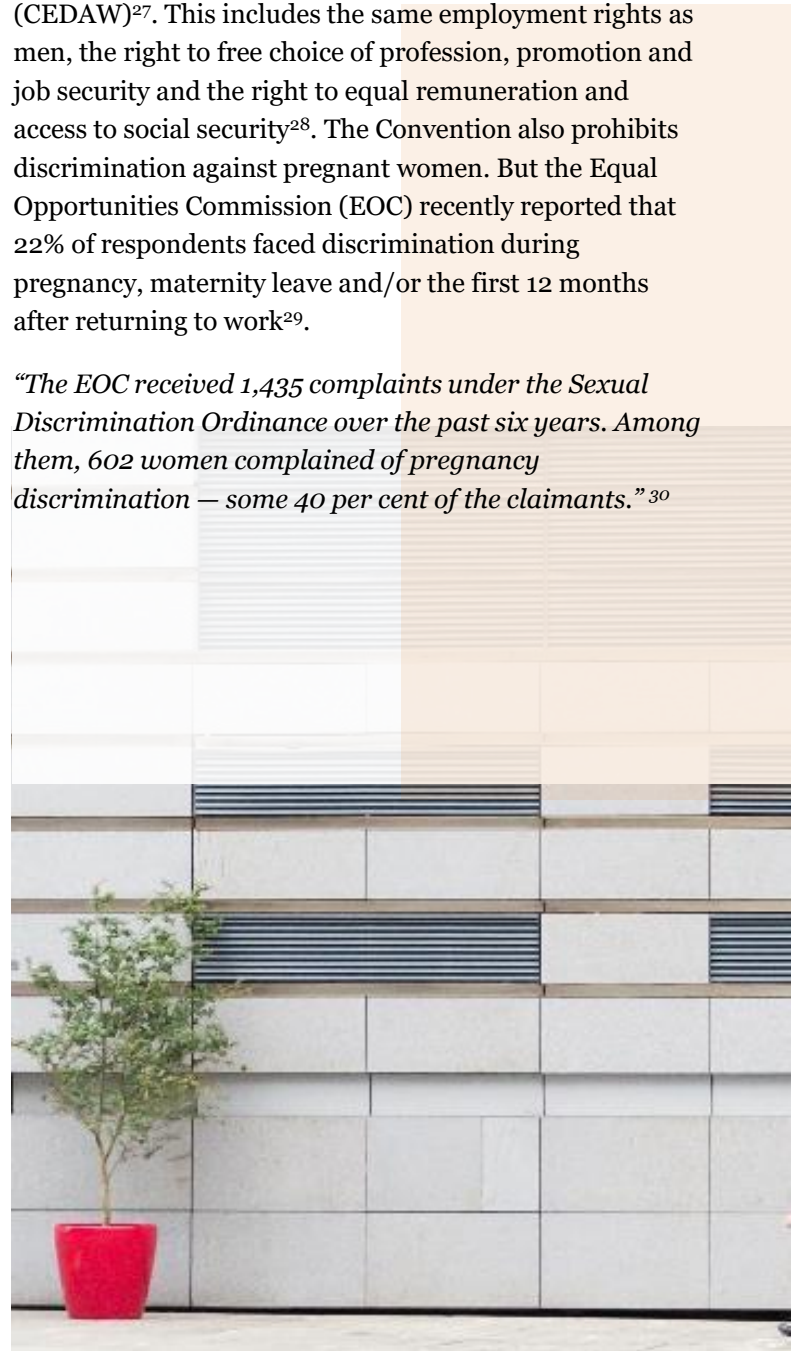 (CEDAW)²⁷. This includes the same employment rights as
men, the right to free choice of profession, promotion and
job security and the right to equal remuneration and
access to social security²⁸. The Convention also prohibits
discrimination against pregnant women. But the Equal
Opportunities Commission (EOC) recently reported that
22% of respondents faced discrimination during
pregnancy, maternity leave and/or the first 12 months
after returning to work²⁹.
“The EOC received 1,435 complaints under the Sexual
Discrimination Ordinance over the past six years. Among
them, 602 women complained of pregnancy
discrimination — some 40 per cent of the claimants.” ³⁰